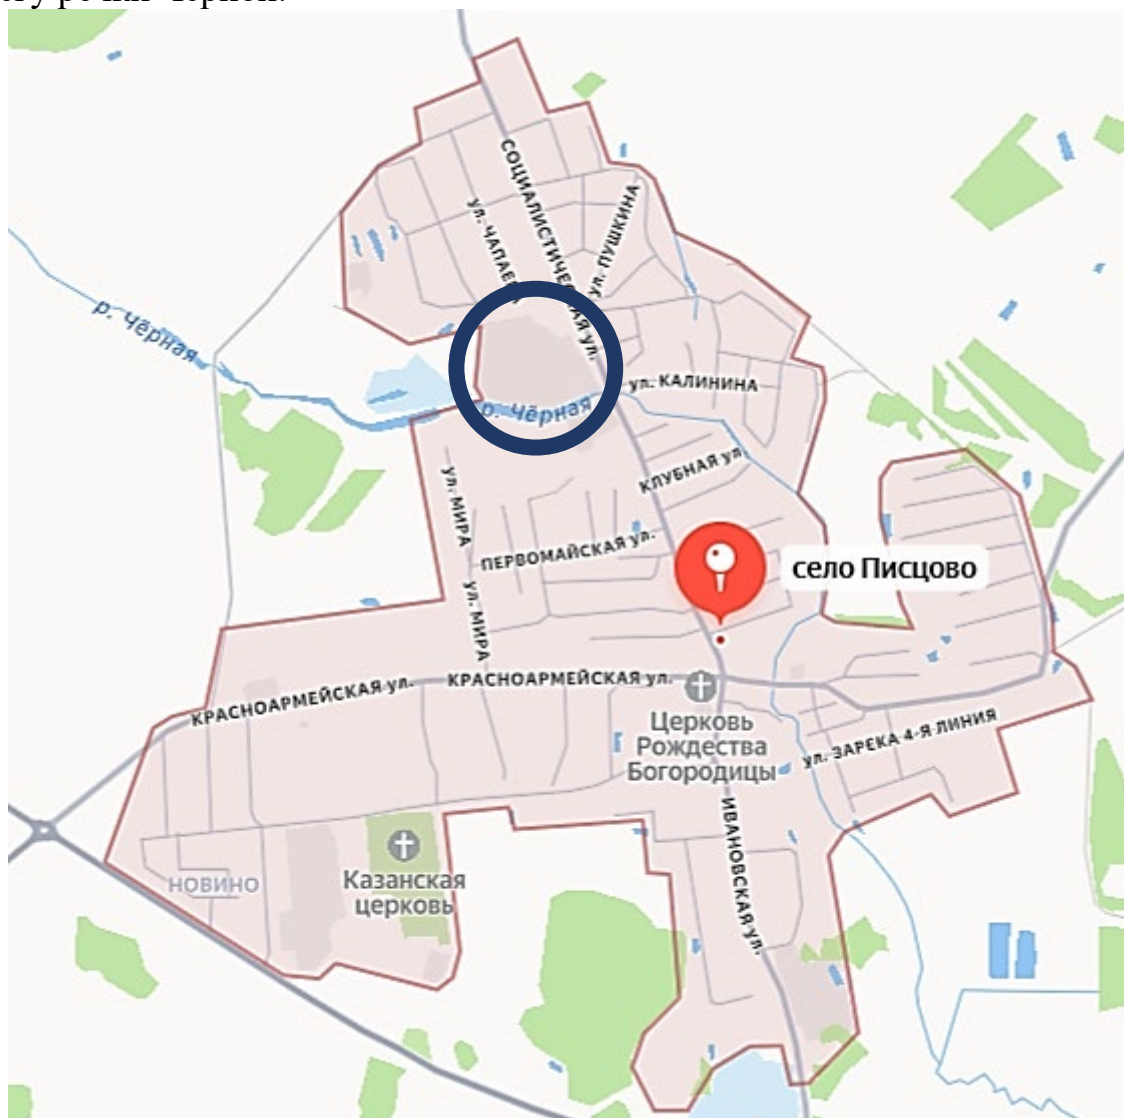 р. Чёрная
СОЦИАЛИСТИЧЕСКАЯ ул.
ул. ЧАПАЕВА
ул. ПУШКИНА
р. Чёрная
ул. КАЛИНИНА
КЛУБНАЯ ул.
ул. МИРА
ПЕРВОМАЙСКАЯ ул.
село Писцово
ул. МИРА
КРАСНОАРМЕЙСКАЯ ул.
КРАСНОАРМЕЙСКАЯ ул.
Церковь
Рождества
Богородицы
ул. ЗАРЕКА 4-Я ЛИНИЯ
ИВАНОВСКАЯ ул.
НОВИНО
Казанская
церковь